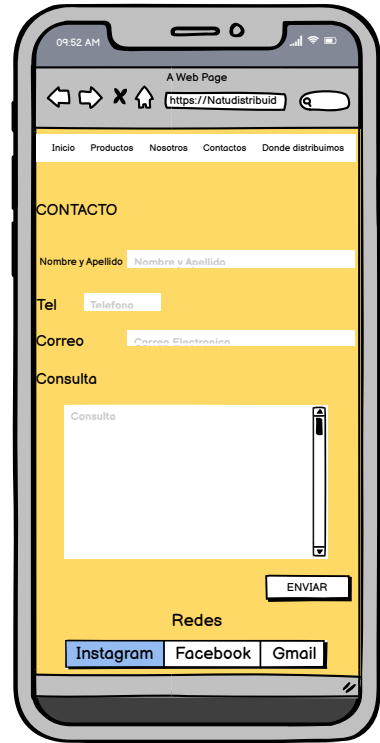 09:52 AM
A Web Page
https://Natudistribuid
Inicio Productos Nosotros Contactos Donde distribuimos
CONTACTO
Nombre y Apellido Nombre y Apellido
Tel Telefono
Correo Correo Electronico
Consulta
Consulta
ENVIAR
Redes
Instagram Facebook Gmail